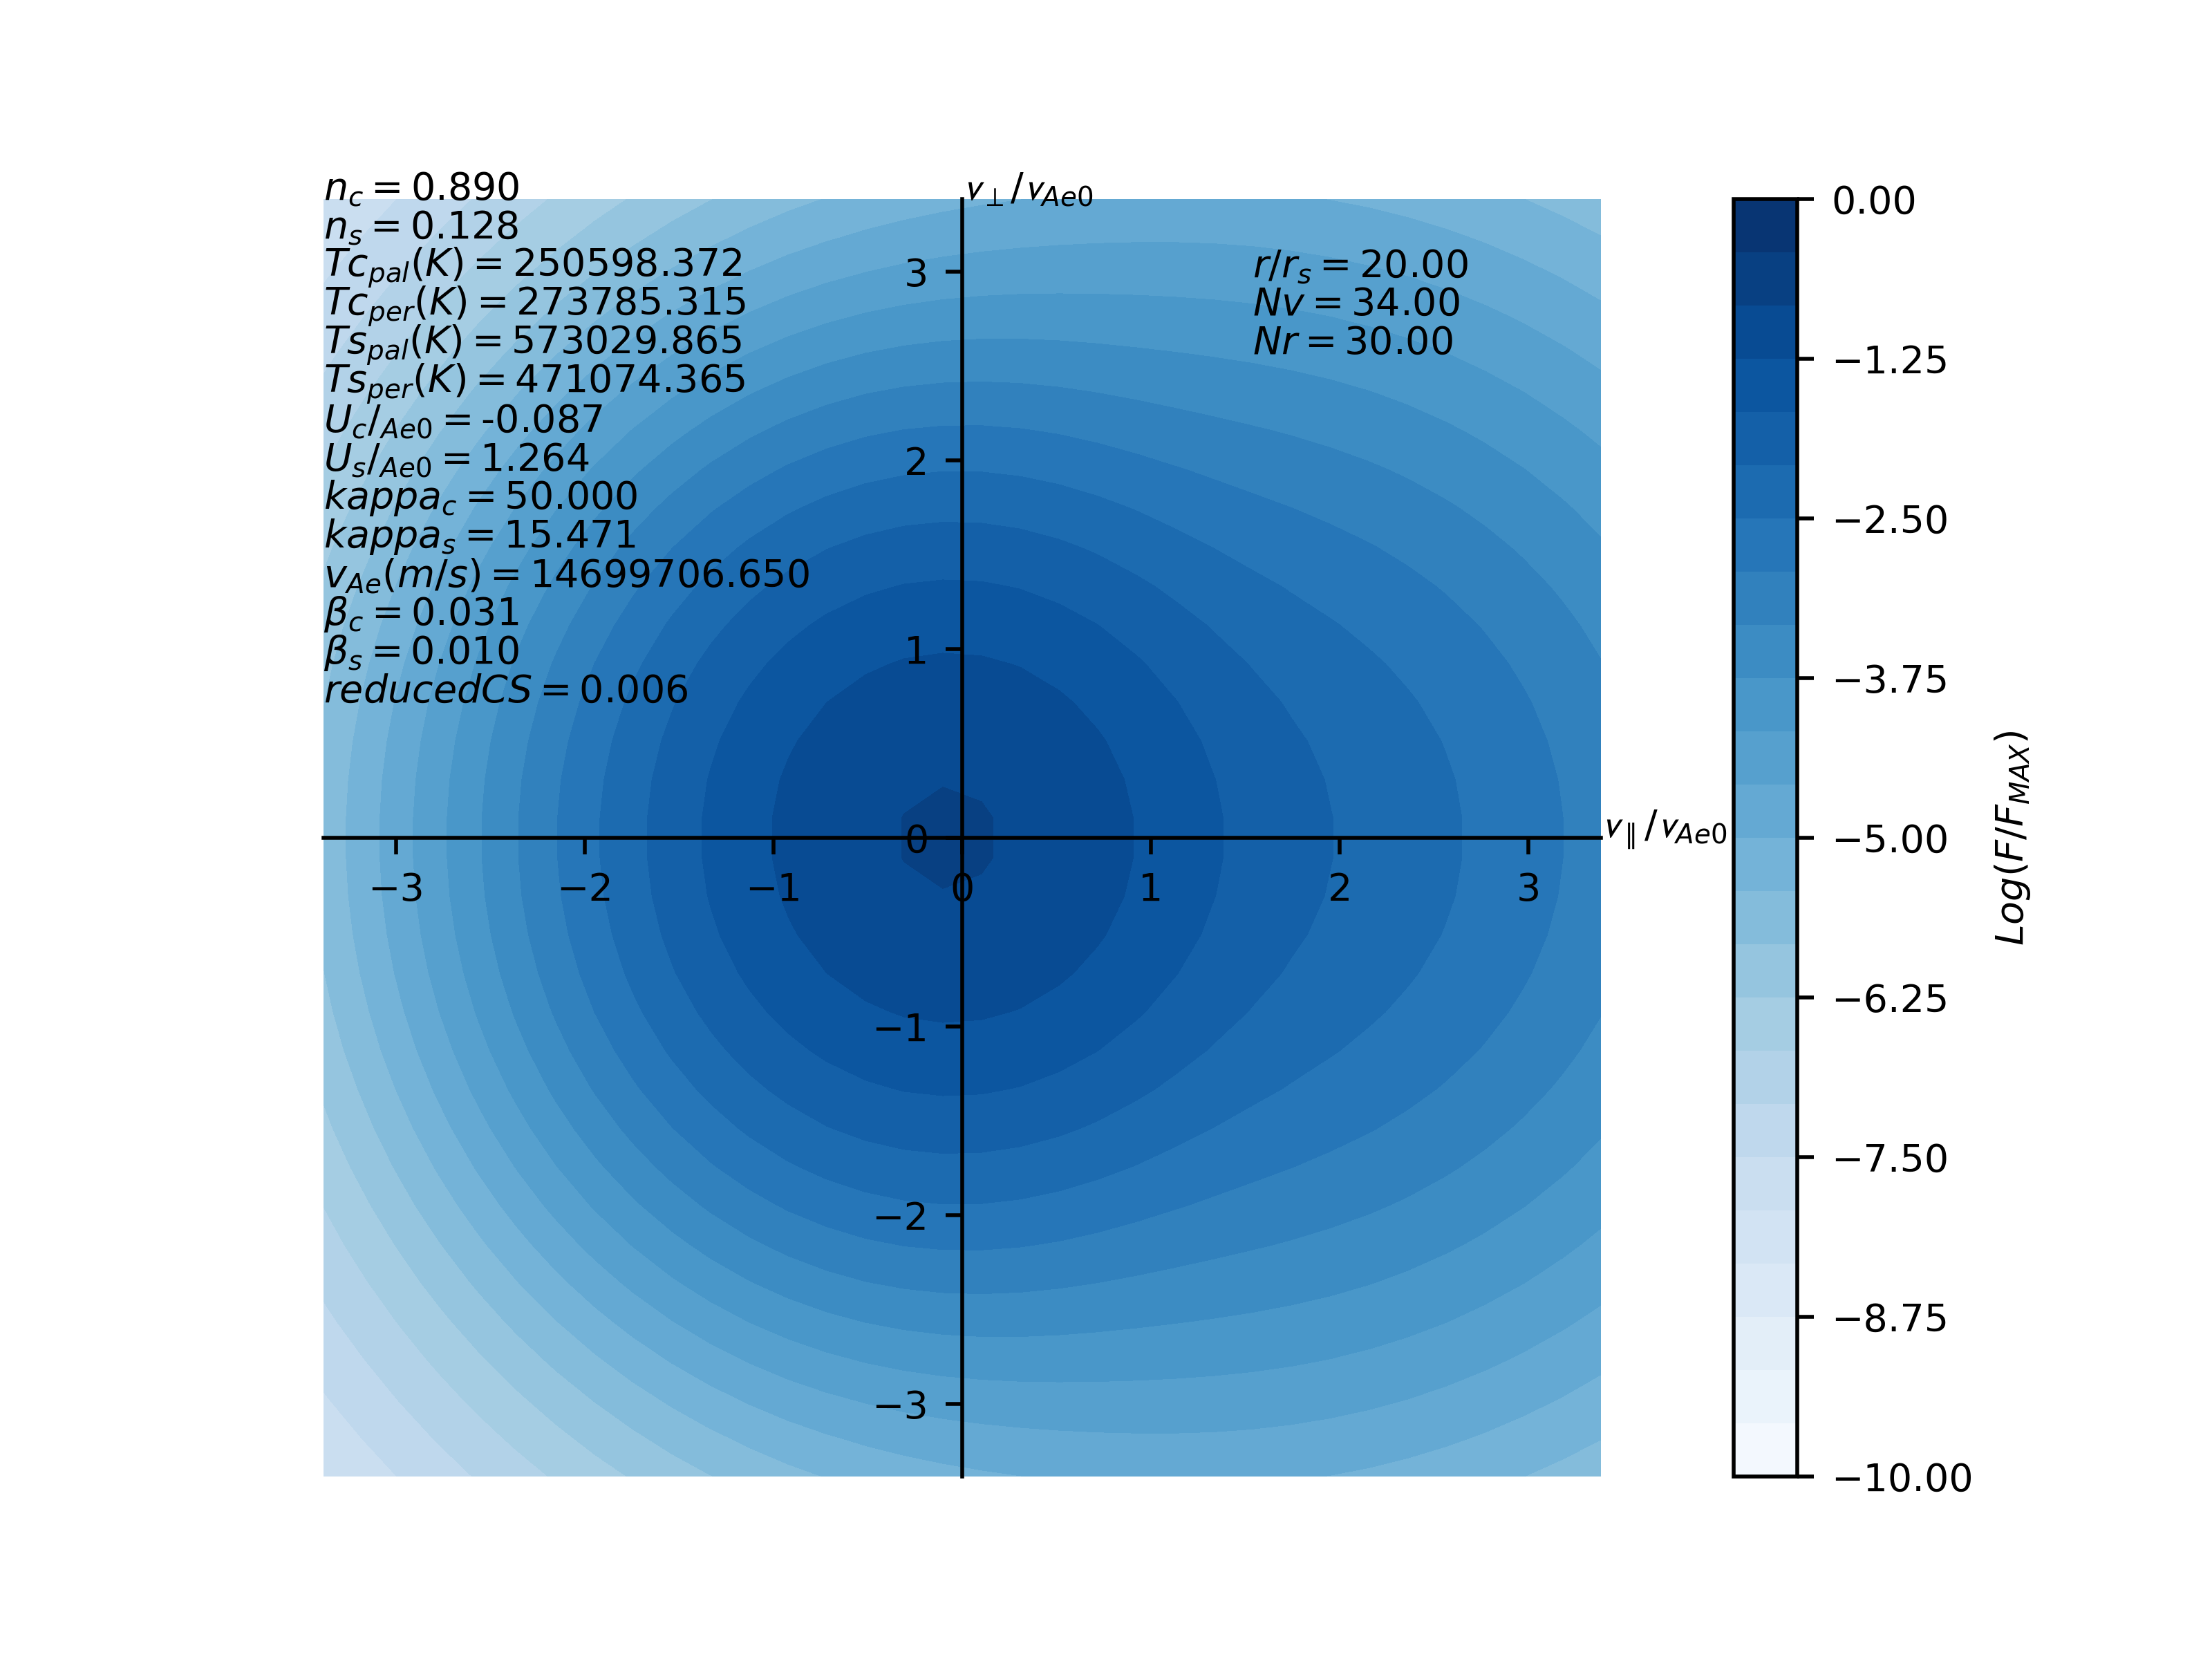 n_c = 0.890
n_s = 0.128
Tc_pal(K) = 250598.372
Tc_per(K) = 273785.315
Ts_pal(K) = 573029.865
Ts_per(K) = 471074.365
U_c/_Ae0 = -0.087
U_s/_Ae0 = 1.264
kappa_c = 50.000
kappa_s = 15.471
v_Ae(m/s) = 14699706.650
β_c = 0.031
β_s = 0.010
reducedCS = 0.006
v_⊥/v_Ae0
r/r_s = 20.00
Nv = 34.00
Nr = 30.00
3
2
1
0
−1
−2
−3
−3
−2
−1
0
1
2
3
v_∥/v_Ae0
0.00
−1.25
−2.50
−3.75
−5.00
−6.25
−7.50
−8.75
−10.00
Log(F/F_MAX)